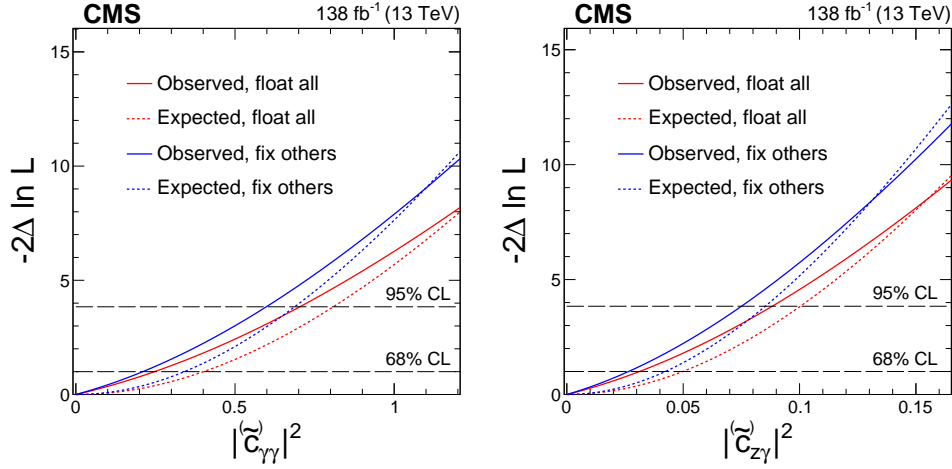 CMS 138 fb⁻¹ (13 TeV)
15
Observed, float all
Expected, float all
Observed, fix others
Expected, fix others
10
-2Δ ln L
5
95% CL
68% CL
0
0 0.5 1
|(~)c_γγ|²
CMS 138 fb⁻¹ (13 TeV)
15
Observed, float all
Expected, float all
Observed, fix others
Expected, fix others
10
-2Δ ln L
5
95% CL
68% CL
0
0 0.05 0.1 0.15
|(~)c_zγ|²